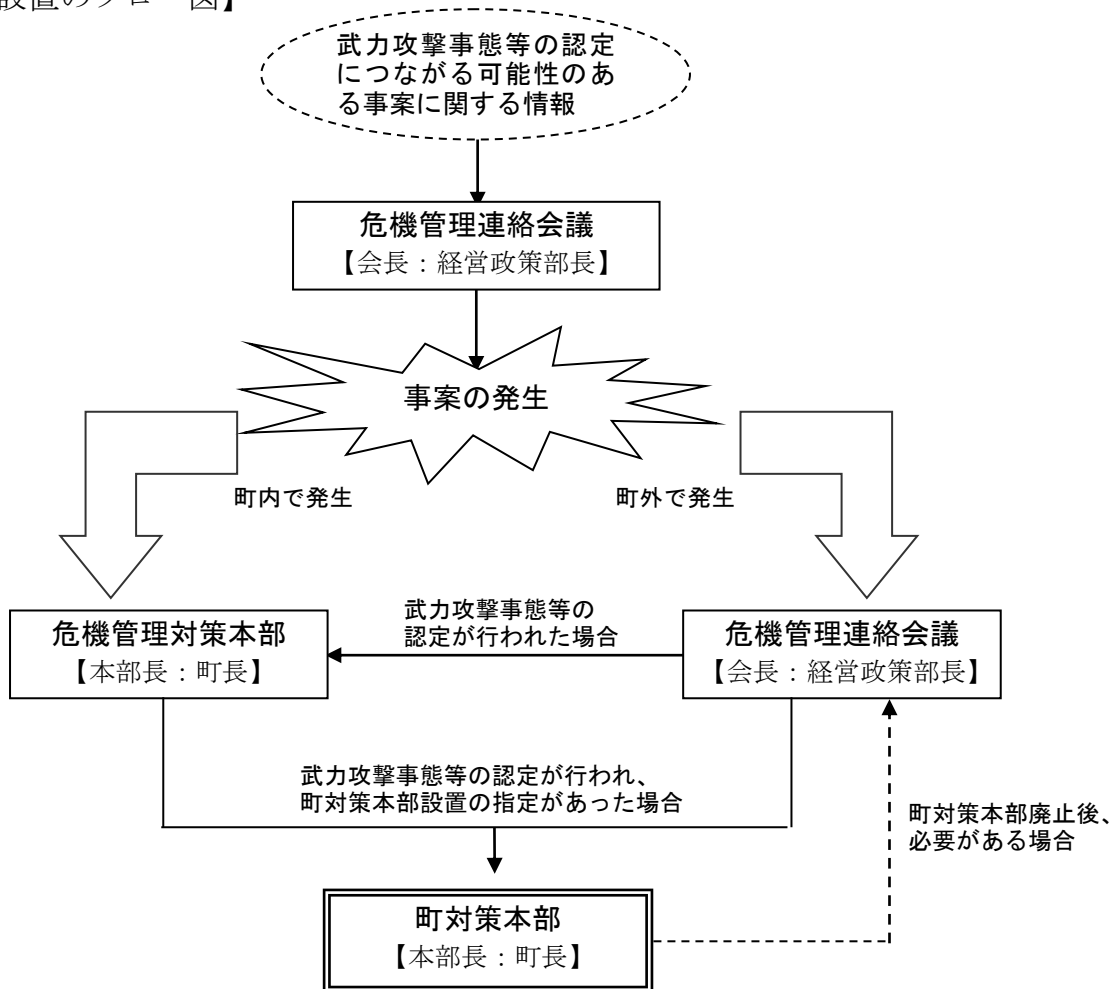 設置のフロー図】
武力攻撃事態等の認定
につながる可能性のあ
る事案に関する情報
危機管理連絡会議
【会長：経営政策部長】
事案の発生
町内で発生
町外で発生
武力攻撃事態等の
認定が行われた場合
危機管理対策本部
【本部長：町長】
危機管理連絡会議
【会長：経営政策部長】
武力攻撃事態等の認定が行われ、
町対策本部設置の指定があった場合
町対策本部廃止後、
必要がある場合
町対策本部
【本部長：町長】